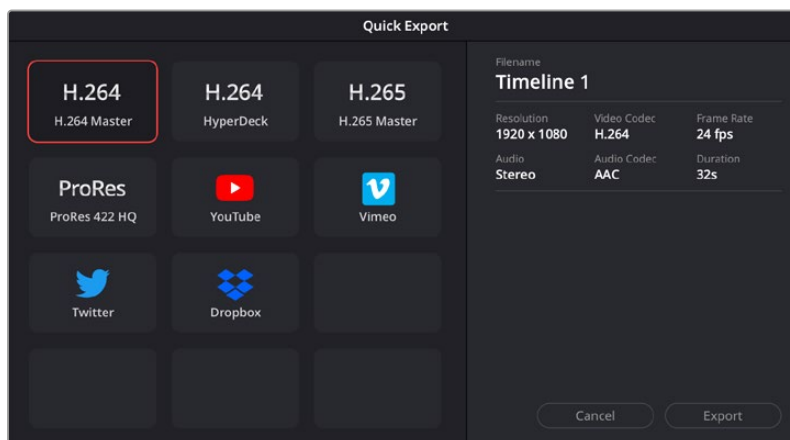 Quick Export
H.264
H.264 Master
H.264
HyperDeck
H.265
H.265 Master
ProRes
ProRes 422 HQ
YouTube
Vimeo
Twitter
Dropbox
Filename
Timeline 1
Resolution Video Codec Frame Rate
1920 x 1080 H.264 24 fps
Audio Audio Codec Duration
Stereo AAC 32s
Cancel Export